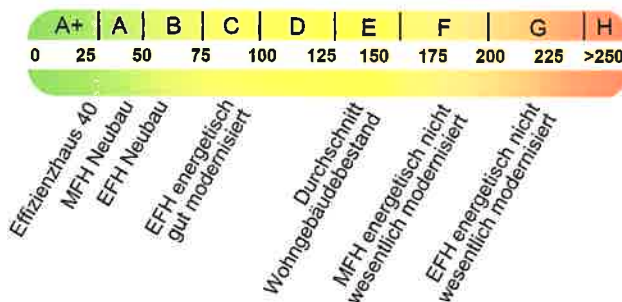 A+ A B C D E F G H
0 25 50 75 100 125 150 175 200 225 >250
Effizienzhaus 40
MFH Neubau
EFH Neubau
EFH energetisch
gut modernisiert
Durchschnitt
Wohngebäudebestand
MFH energetisch nicht
wesentlich modernisiert
EFH energetisch nicht
wesentlich modernisiert